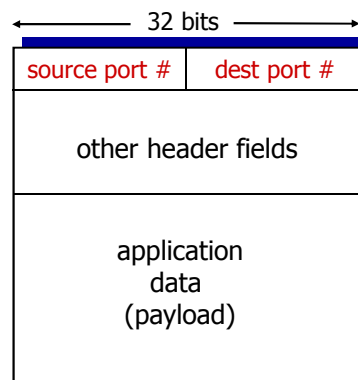 32 bits
source port # dest port #
other header fields
application
data
(payload)